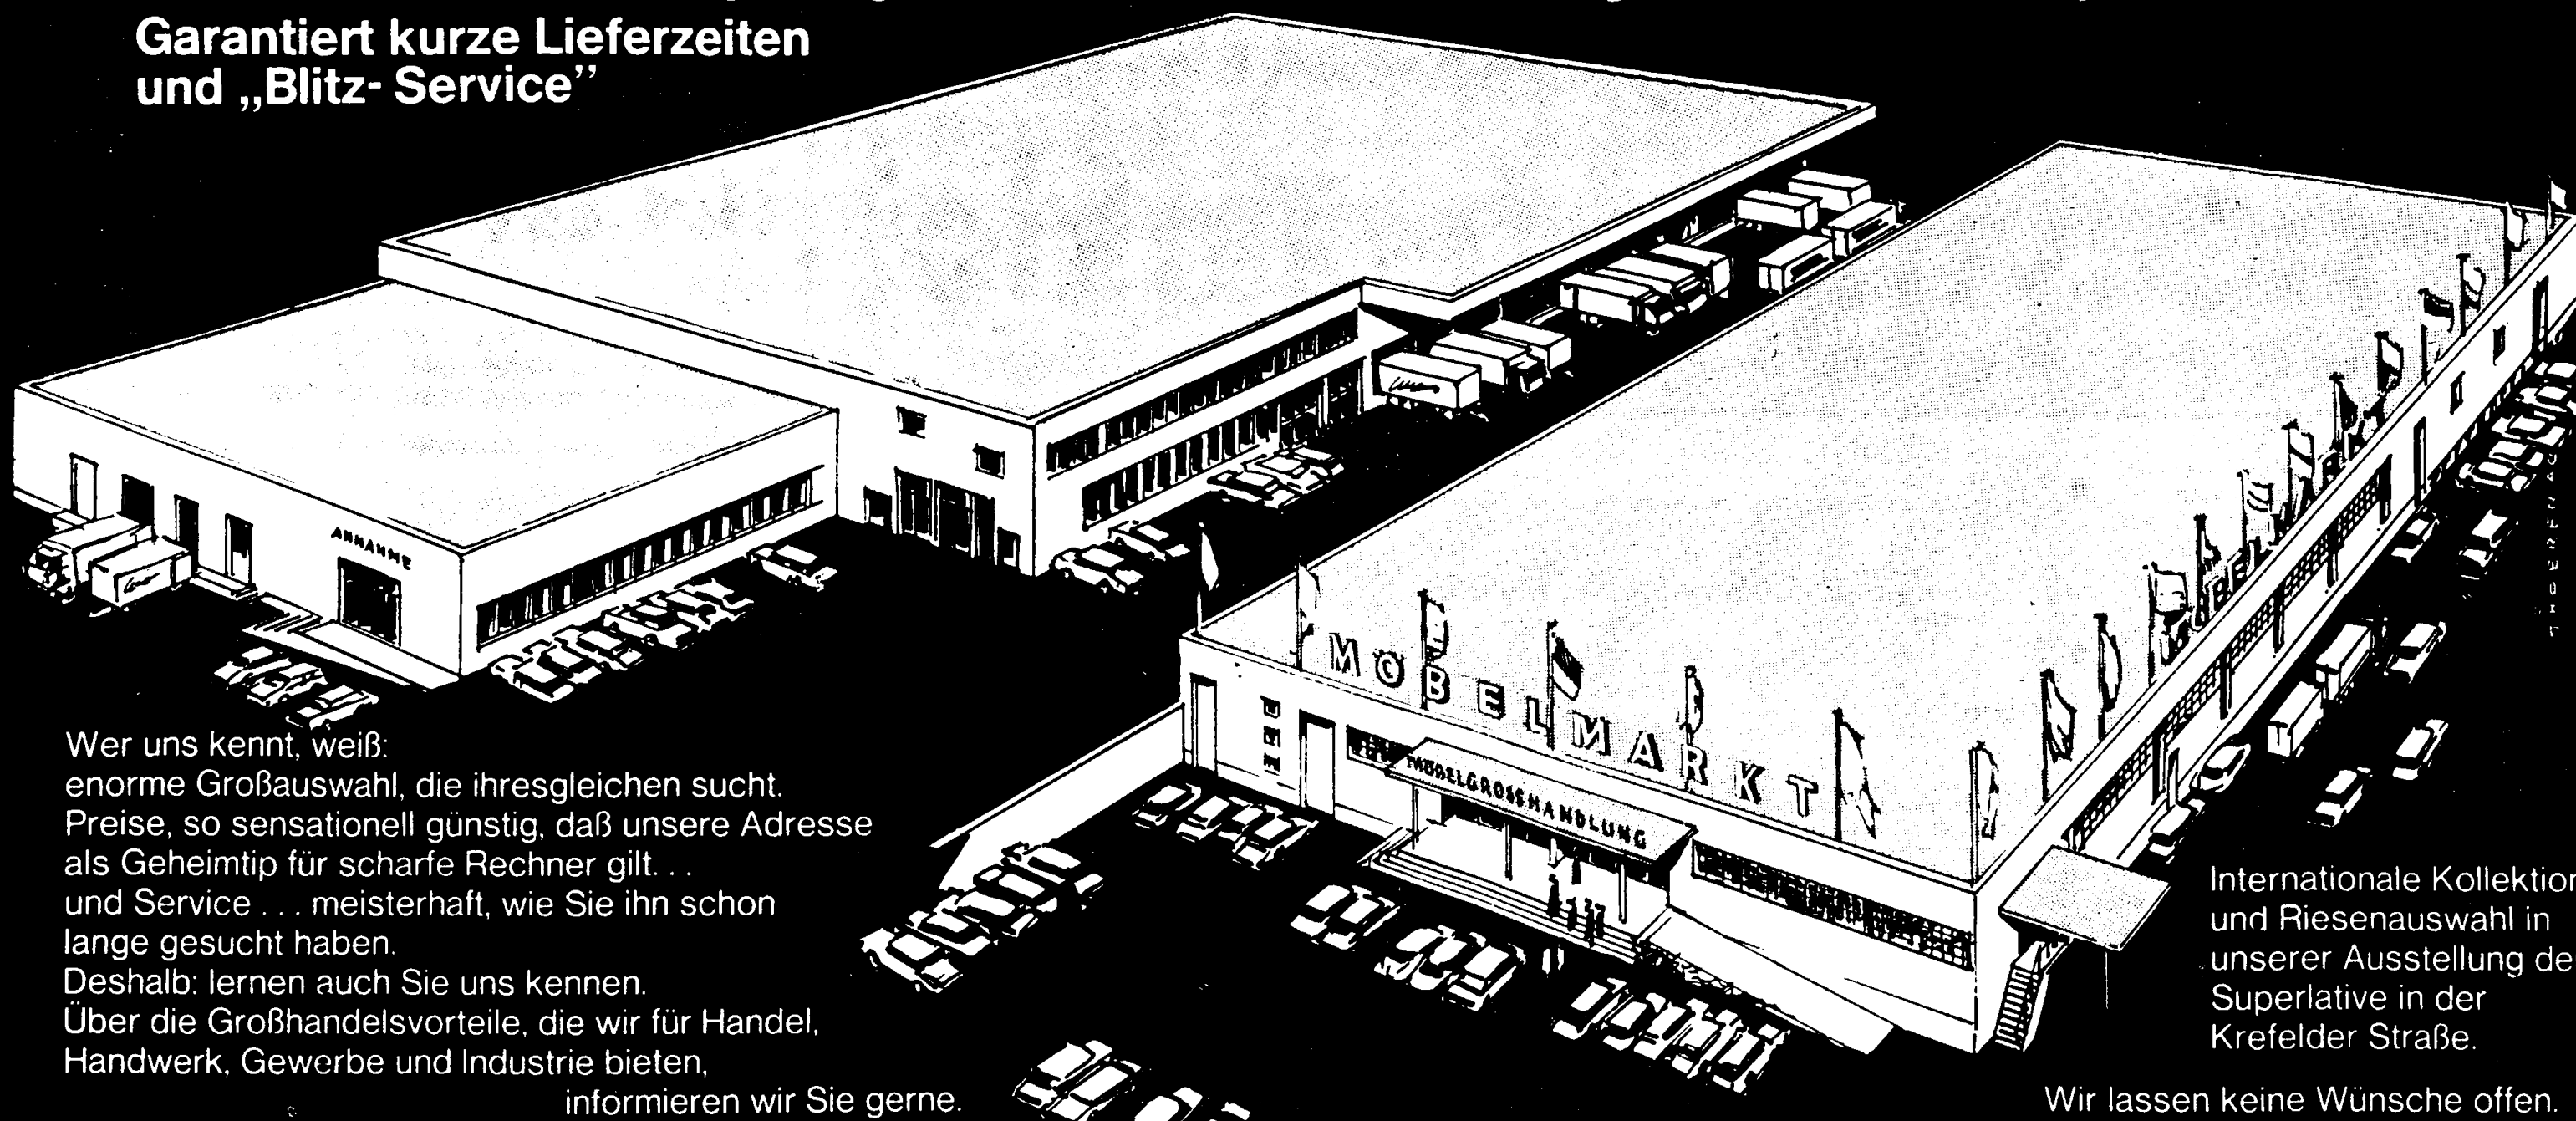 Garantiert kurze Lieferzeiten
und „Blitz- Service”
ANNAHME
MÖBELMARKT
MÖBELGROSSHANDLUNG
Wer uns kennt, weiß:
enorme Großauswahl, die ihresgleichen sucht.
Preise, so sensationell günstig, daß unsere Adresse
als Geheimtip für scharfe Rechner gilt. . .
und Service . . . meisterhaft, wie Sie ihn schon
lange gesucht haben.
Deshalb: lernen auch Sie uns kennen.
Über die Großhandelsvorteile, die wir für Handel,
Handwerk, Gewerbe und Industrie bieten,
informieren wir Sie gerne.
Internationale Kollektion
und Riesenauswahl in
unserer Ausstellung de
Superlative in der
Krefelder Straße.
Wir lassen keine Wünsche offen.